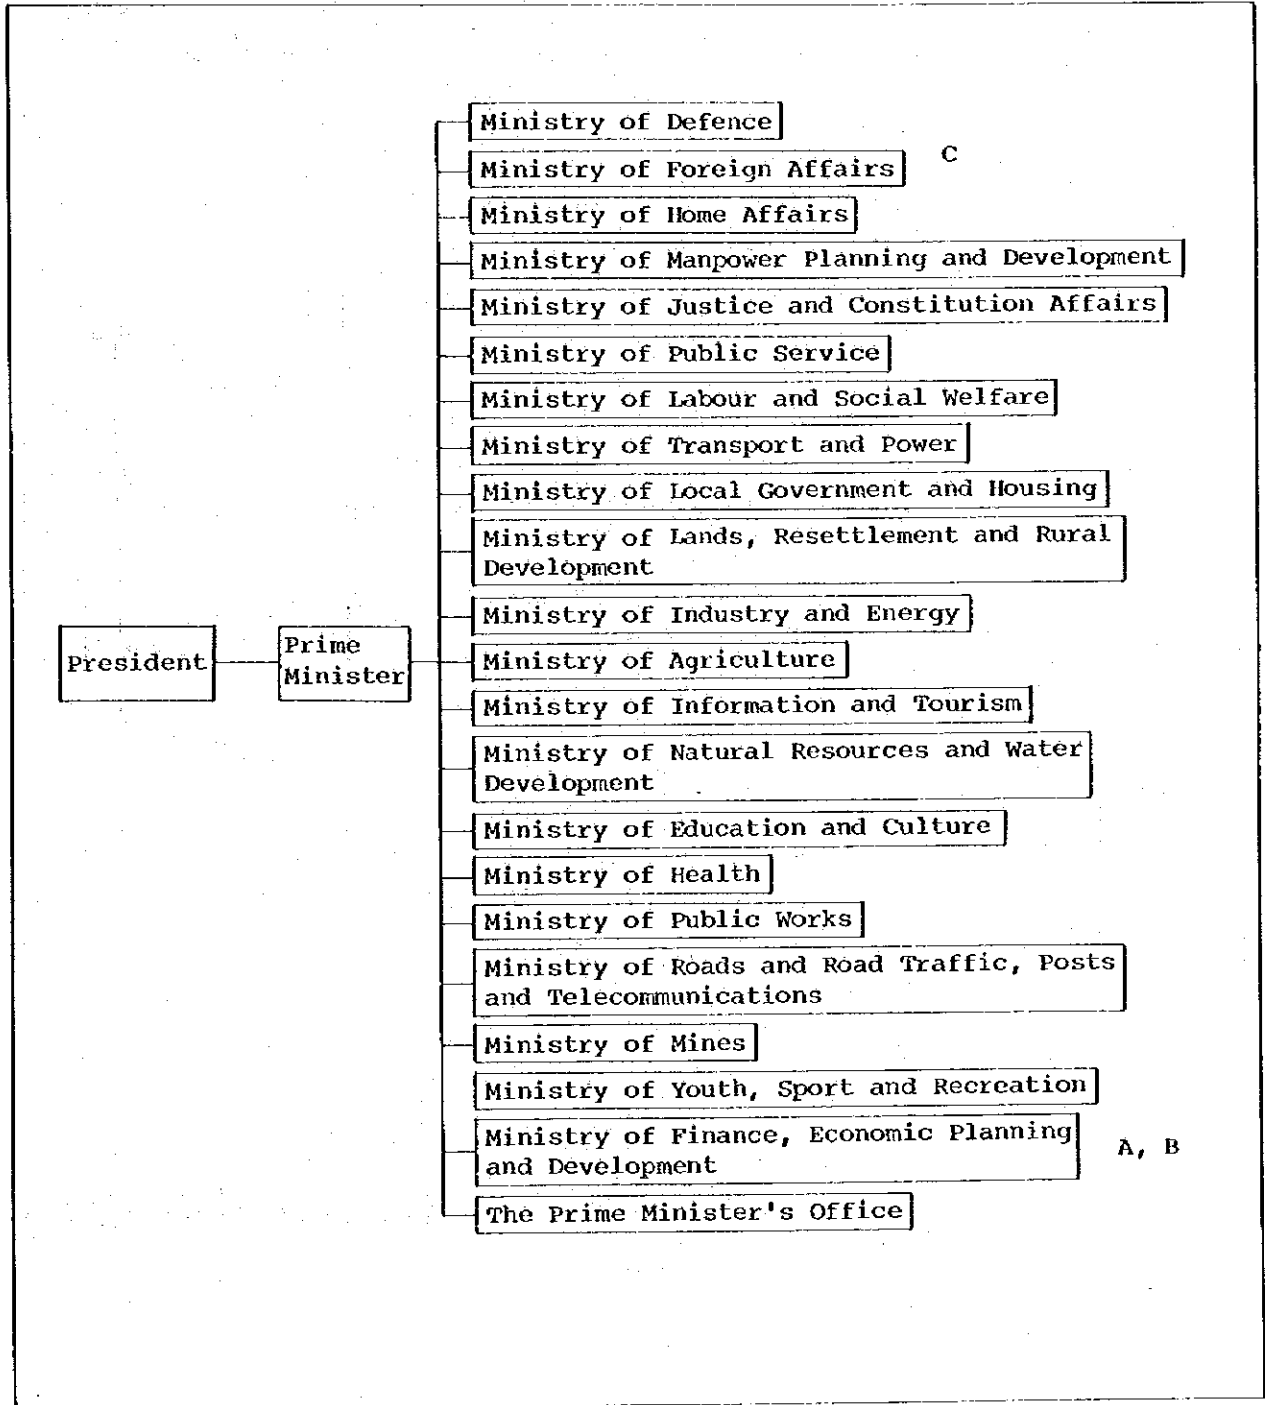 Ministry of Defence
C
Ministry of Foreign Affairs
Ministry of Home Affairs
Ministry of Manpower Planning and Development
Ministry of Justice and Constitution Affairs
Ministry of Public Service
Ministry of Labour and Social Welfare
Ministry of Transport and Power
Ministry of Local Government and Housing
Ministry of Lands, Resettlement and Rural
Development
Ministry of Industry and Energy
President
Prime
Minister
Ministry of Agriculture
Ministry of Information and Tourism
Ministry of Natural Resources and Water
Development
Ministry of Education and Culture
Ministry of Health
Ministry of Public Works
Ministry of Roads and Road Traffic, Posts
and Telecommunications
Ministry of Mines
Ministry of Youth, Sport and Recreation
Ministry of Finance, Economic Planning
and Development
A, B
The Prime Minister's Office